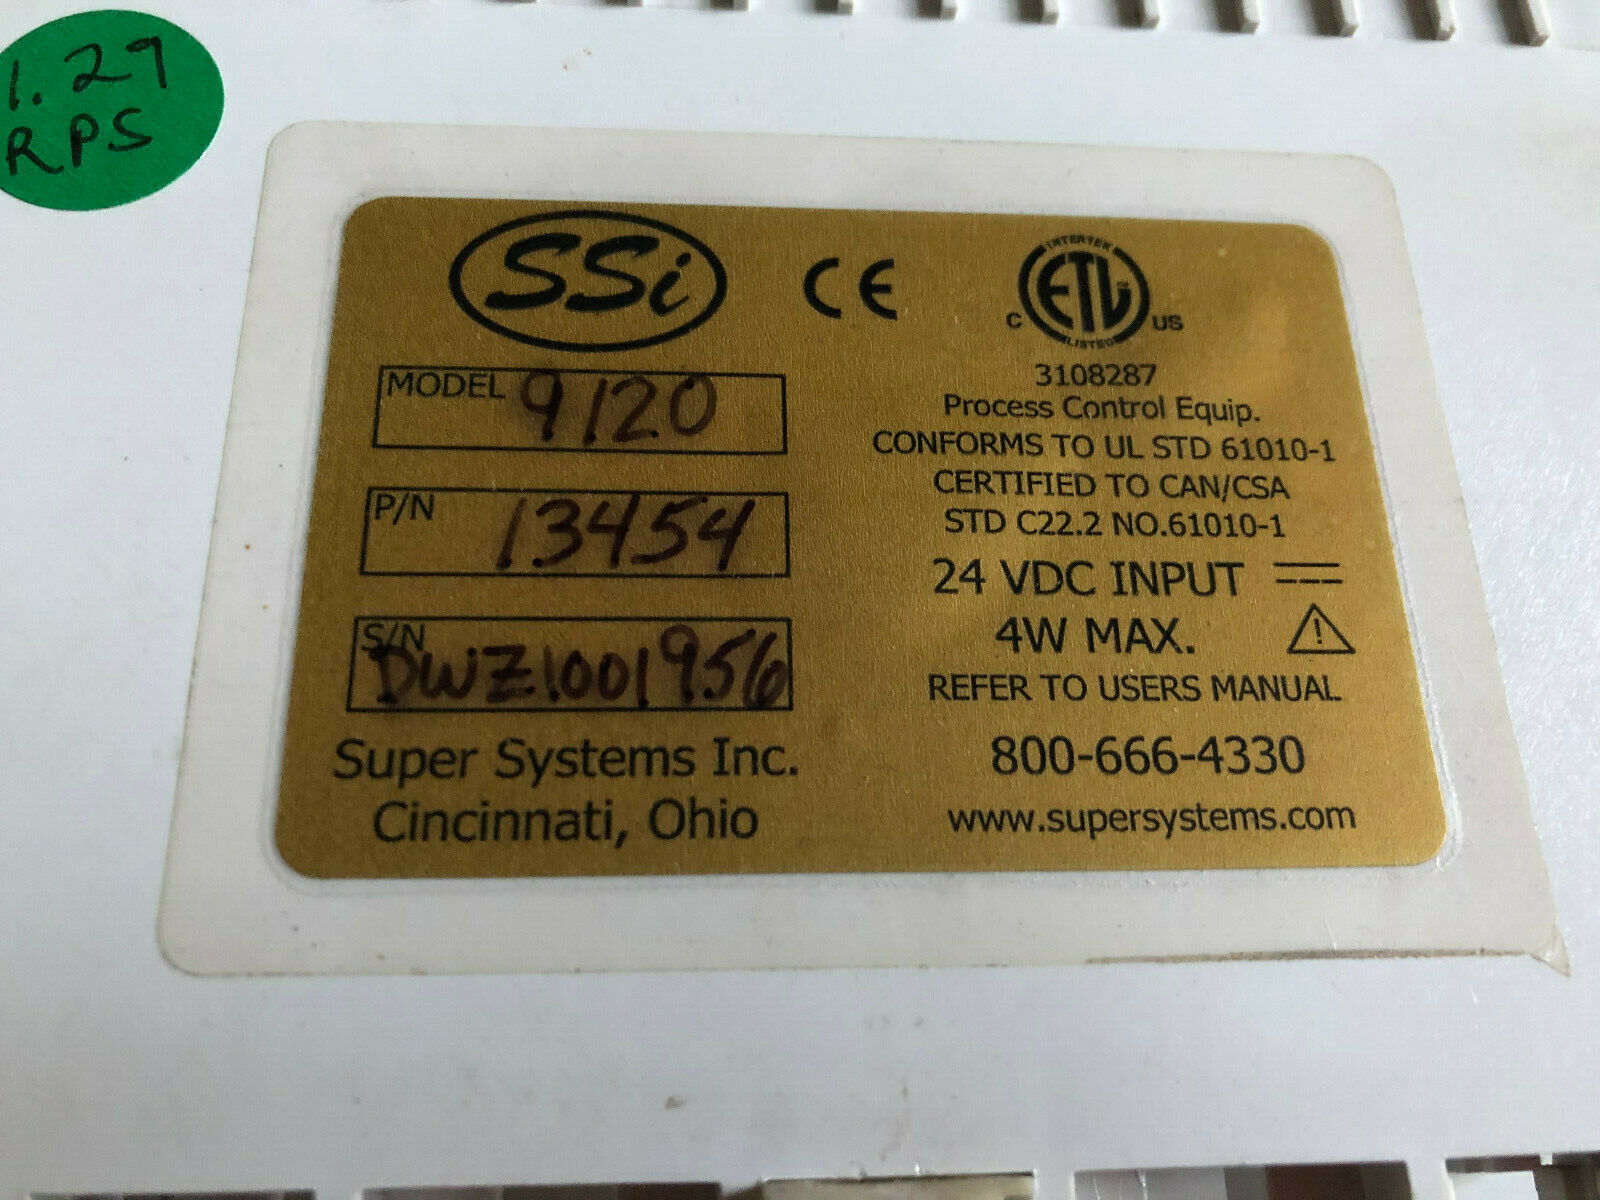 1.29
RPS
SSi
CE
INTERTEK
ETL
C US
LISTED
MODEL 9120
P/N 13454
S/N DWZ1001956
Super Systems Inc.
Cincinnati, Ohio
3108287
Process Control Equip.
CONFORMS TO UL STD 61010-1
CERTIFIED TO CAN/CSA
STD C22.2 NO.61010-1
24 VDC INPUT
4W MAX. !
REFER TO USERS MANUAL
800-666-4330
www.supersystems.com